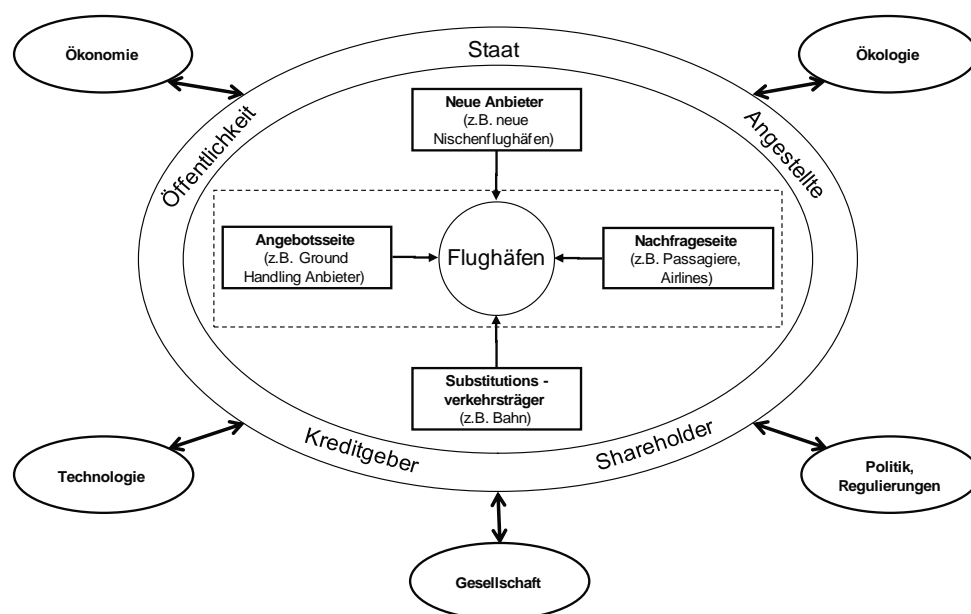 Ökonomie
Staat
Ökologie
Öffentlichkeit
Angestellte
Neue Anbieter
(z.B. neue
Nischenflughäfen)
Angebotsseite
(z.B. Ground
Handling Anbieter)
Flughäfen
Nachfrageseite
(z.B. Passagiere,
Airlines)
Substitutions -
verkehrsträger
(z.B. Bahn)
Kreditgeber
Shareholder
Technologie
Politik,
Regulierungen
Gesellschaft